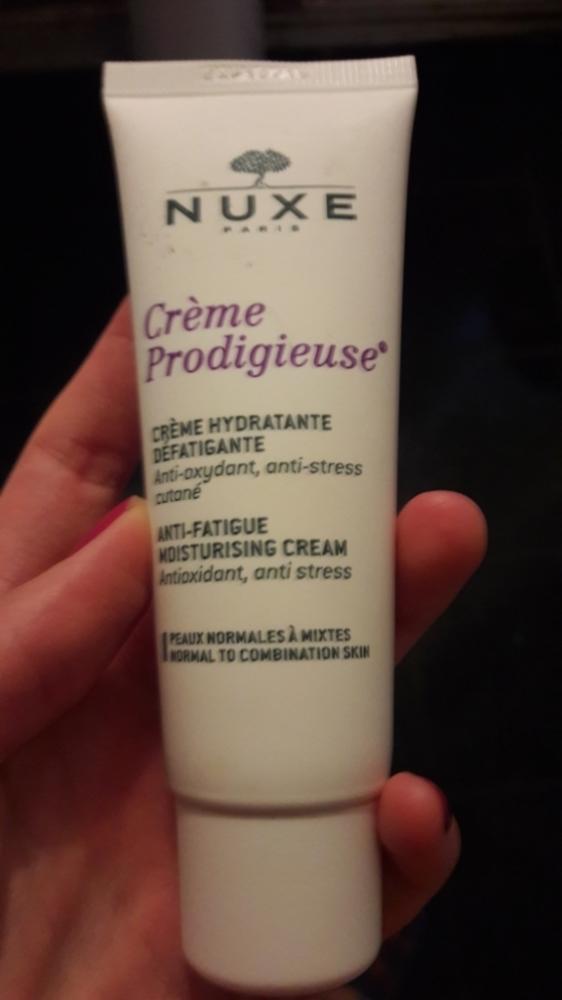 NUXE
PARIS
Crème
Prodigieuse®
CRÈME HYDRATANTE
DÉFATIGANTE
Anti-oxydant, anti-stress
cutané
ANTI-FATIGUE
MOISTURISING CREAM
Antioxidant, anti stress
PEAUX NORMALES À MIXTES
NORMAL TO COMBINATION SKIN